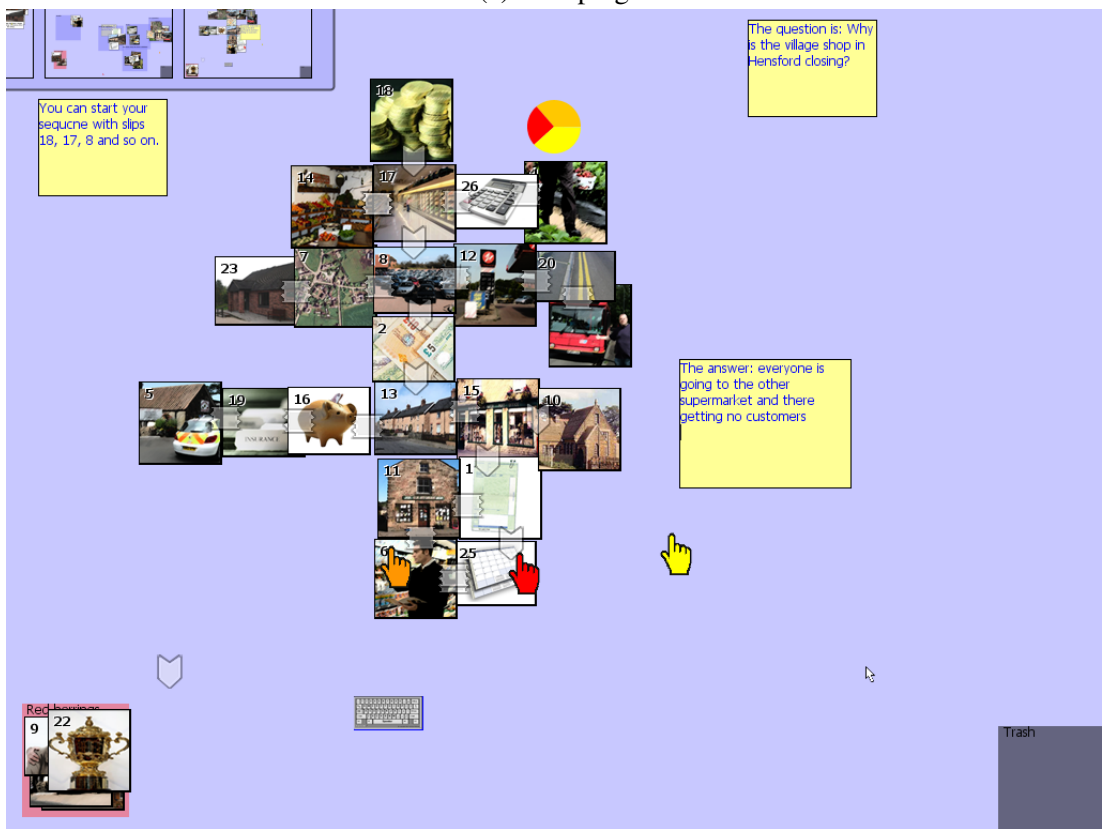 The question is: Why
is the village shop in
Hensford closing?
You can start your
sequcne with slips
18, 17, 8 and so on.
18
14
17
26
23
7
8
12
20
2
The answer: everyone is
going to the other
supermarket and there
getting no customers
5
19
16
13
15
10
INSURANCE
11
1
6
25
Red herrings
9
22
Trash